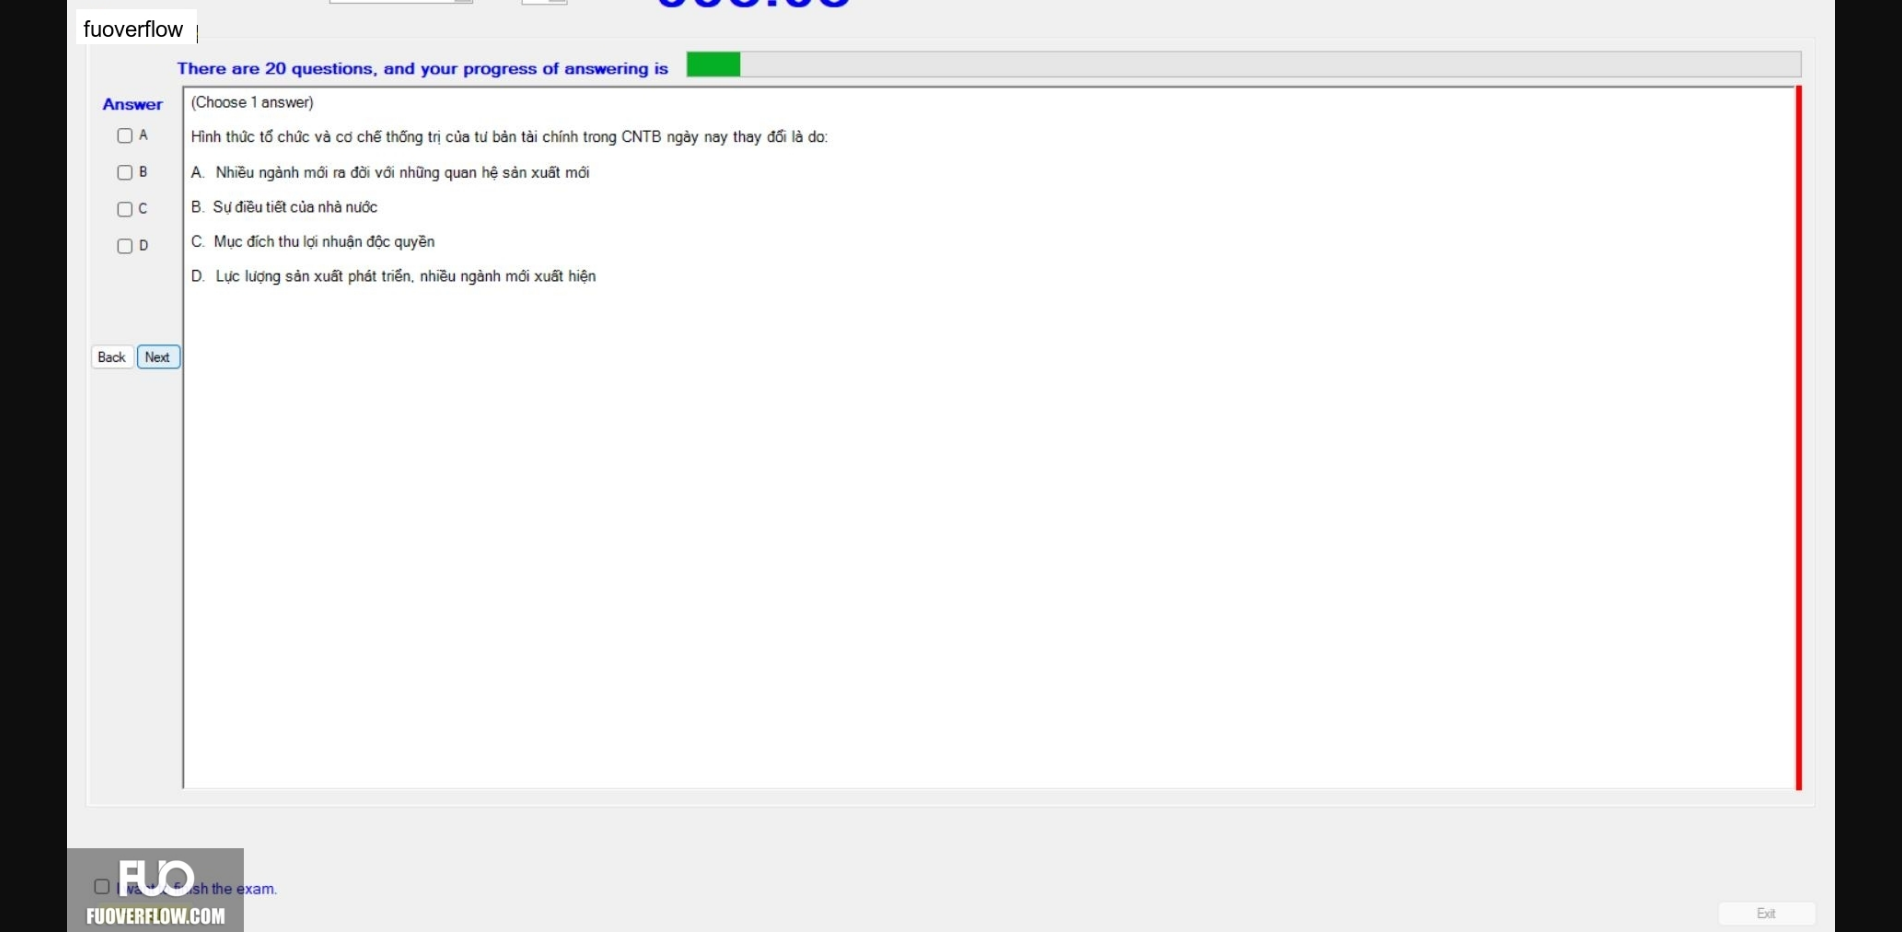 fuoverflow
There are 20 questions, and your progress of answering is
Answer
(Choose 1 answer)
A
Hình thức tổ chức và cơ chế thống trị của tư bản tài chính trong CNTB ngày nay thay đổi là do:
B
A. Nhiều ngành mới ra đời với những quan hệ sản xuất mới
C
B. Sự điều tiết của nhà nước
D
C. Mục đích thu lợi nhuận độc quyền
D. Lực lượng sản xuất phát triển, nhiều ngành mới xuất hiện
Back Next
FUO
I want finish the exam.
FUOVERFLOW.COM
Exit